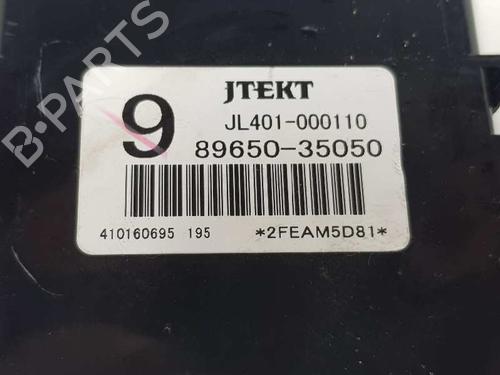 JTEKT
9
JL401-000110
89650-35050
410160695 195
*2FEAM5D81*
B-PARTS